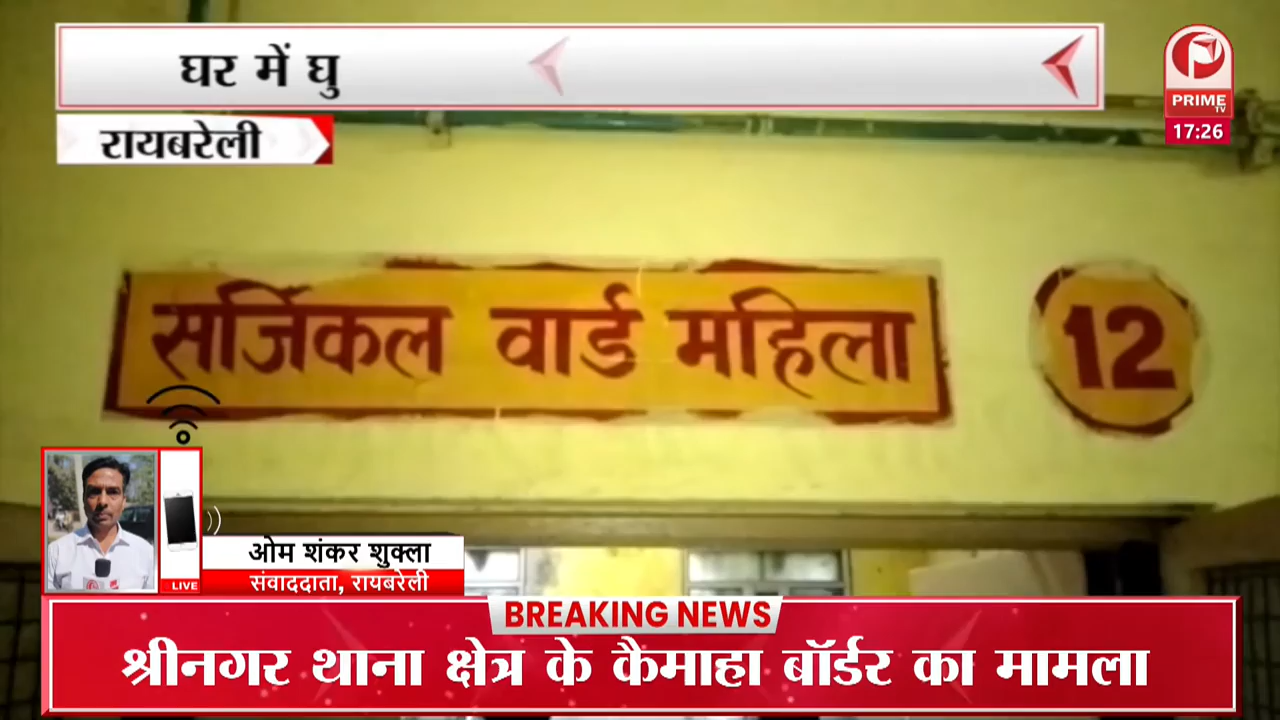 घर में घु
PRIME
TV
17:26
रायबरेली
सर्जिकल वार्ड महिला
12
LIVE
ओम शंकर शुक्ला
संवाददाता, रायबरेली
BREAKING NEWS
श्रीनगर थाना क्षेत्र के कैमाहा बॉर्डर का मामला